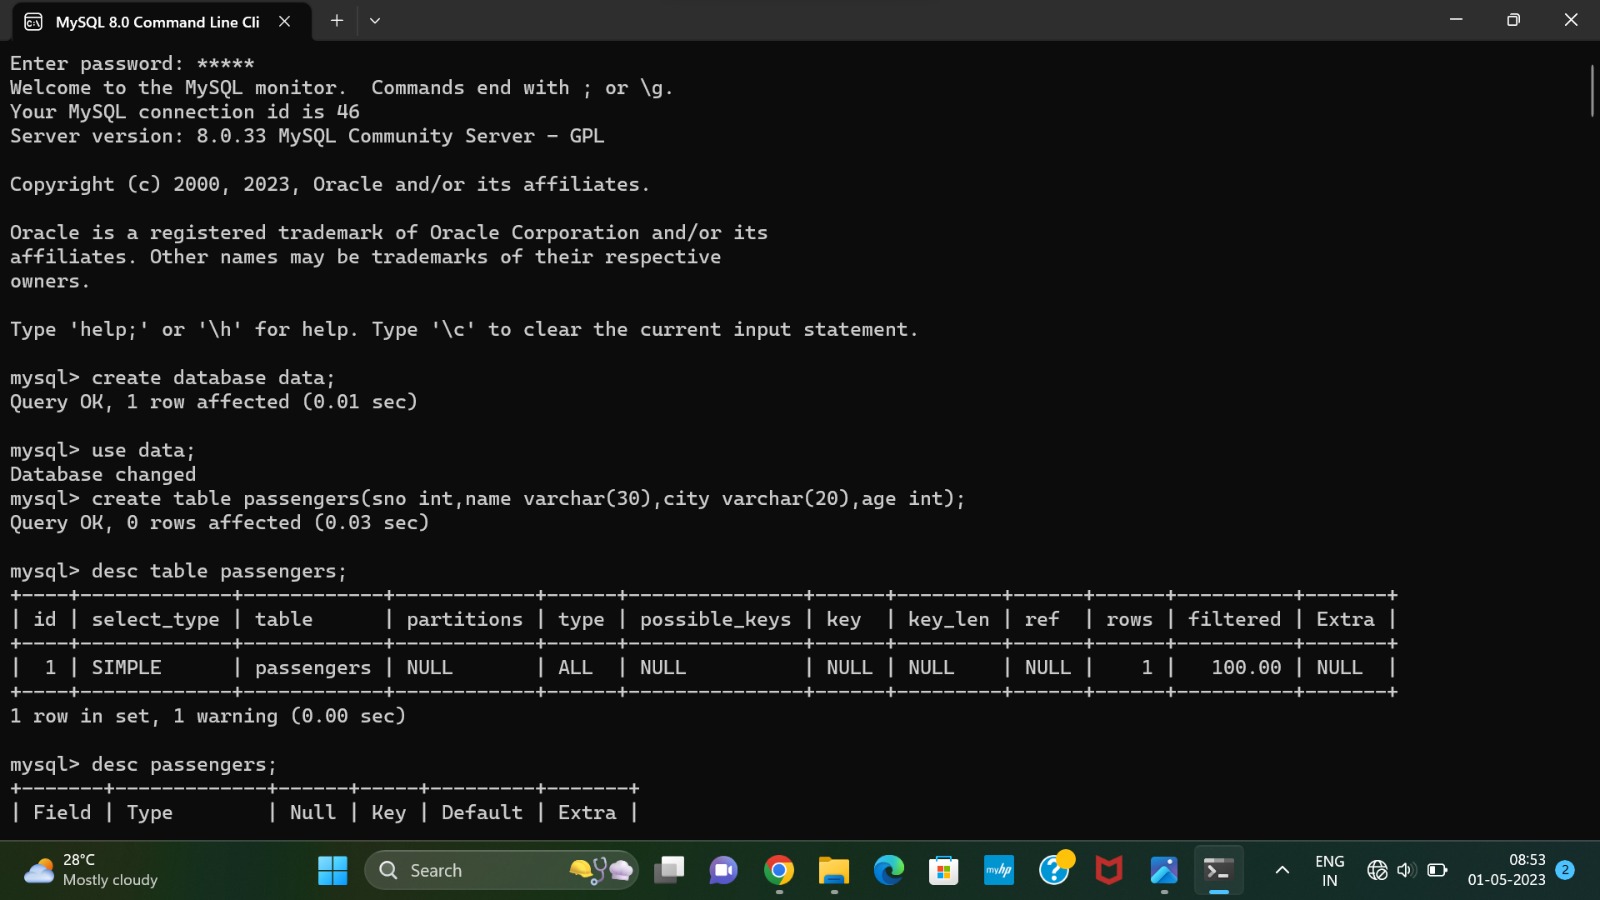 MySQL 8.0 Command Line Cli
Enter password: *****
Welcome to the MySQL monitor.  Commands end with ; or \g.
Your MySQL connection id is 46
Server version: 8.0.33 MySQL Community Server - GPL

Copyright (c) 2000, 2023, Oracle and/or its affiliates.

Oracle is a registered trademark of Oracle Corporation and/or its
affiliates. Other names may be trademarks of their respective
owners.

Type 'help;' or '\h' for help. Type '\c' to clear the current input statement.

mysql> create database data;
Query OK, 1 row affected (0.01 sec)

mysql> use data;
Database changed
mysql> create table passengers(sno int,name varchar(30),city varchar(20),age int);
Query OK, 0 rows affected (0.03 sec)

mysql> desc table passengers;
+----+-------------+------------+------------+------+---------------+------+---------+------+------+----------+-------+
| id | select_type | table      | partitions | type | possible_keys | key  | key_len | ref  | rows | filtered | Extra |
+----+-------------+------------+------------+------+---------------+------+---------+------+------+----------+-------+
|  1 | SIMPLE      | passengers | NULL       | ALL  | NULL          | NULL | NULL    | NULL |    1 |   100.00 | NULL  |
+----+-------------+------------+------------+------+---------------+------+---------+------+------+----------+-------+
1 row in set, 1 warning (0.00 sec)

mysql> desc passengers;
+-------+-------------+------+-----+---------+-------+
| Field | Type        | Null | Key | Default | Extra |
28°C
Mostly cloudy
Search
myhp
ENG
IN
08:53
01-05-2023
2